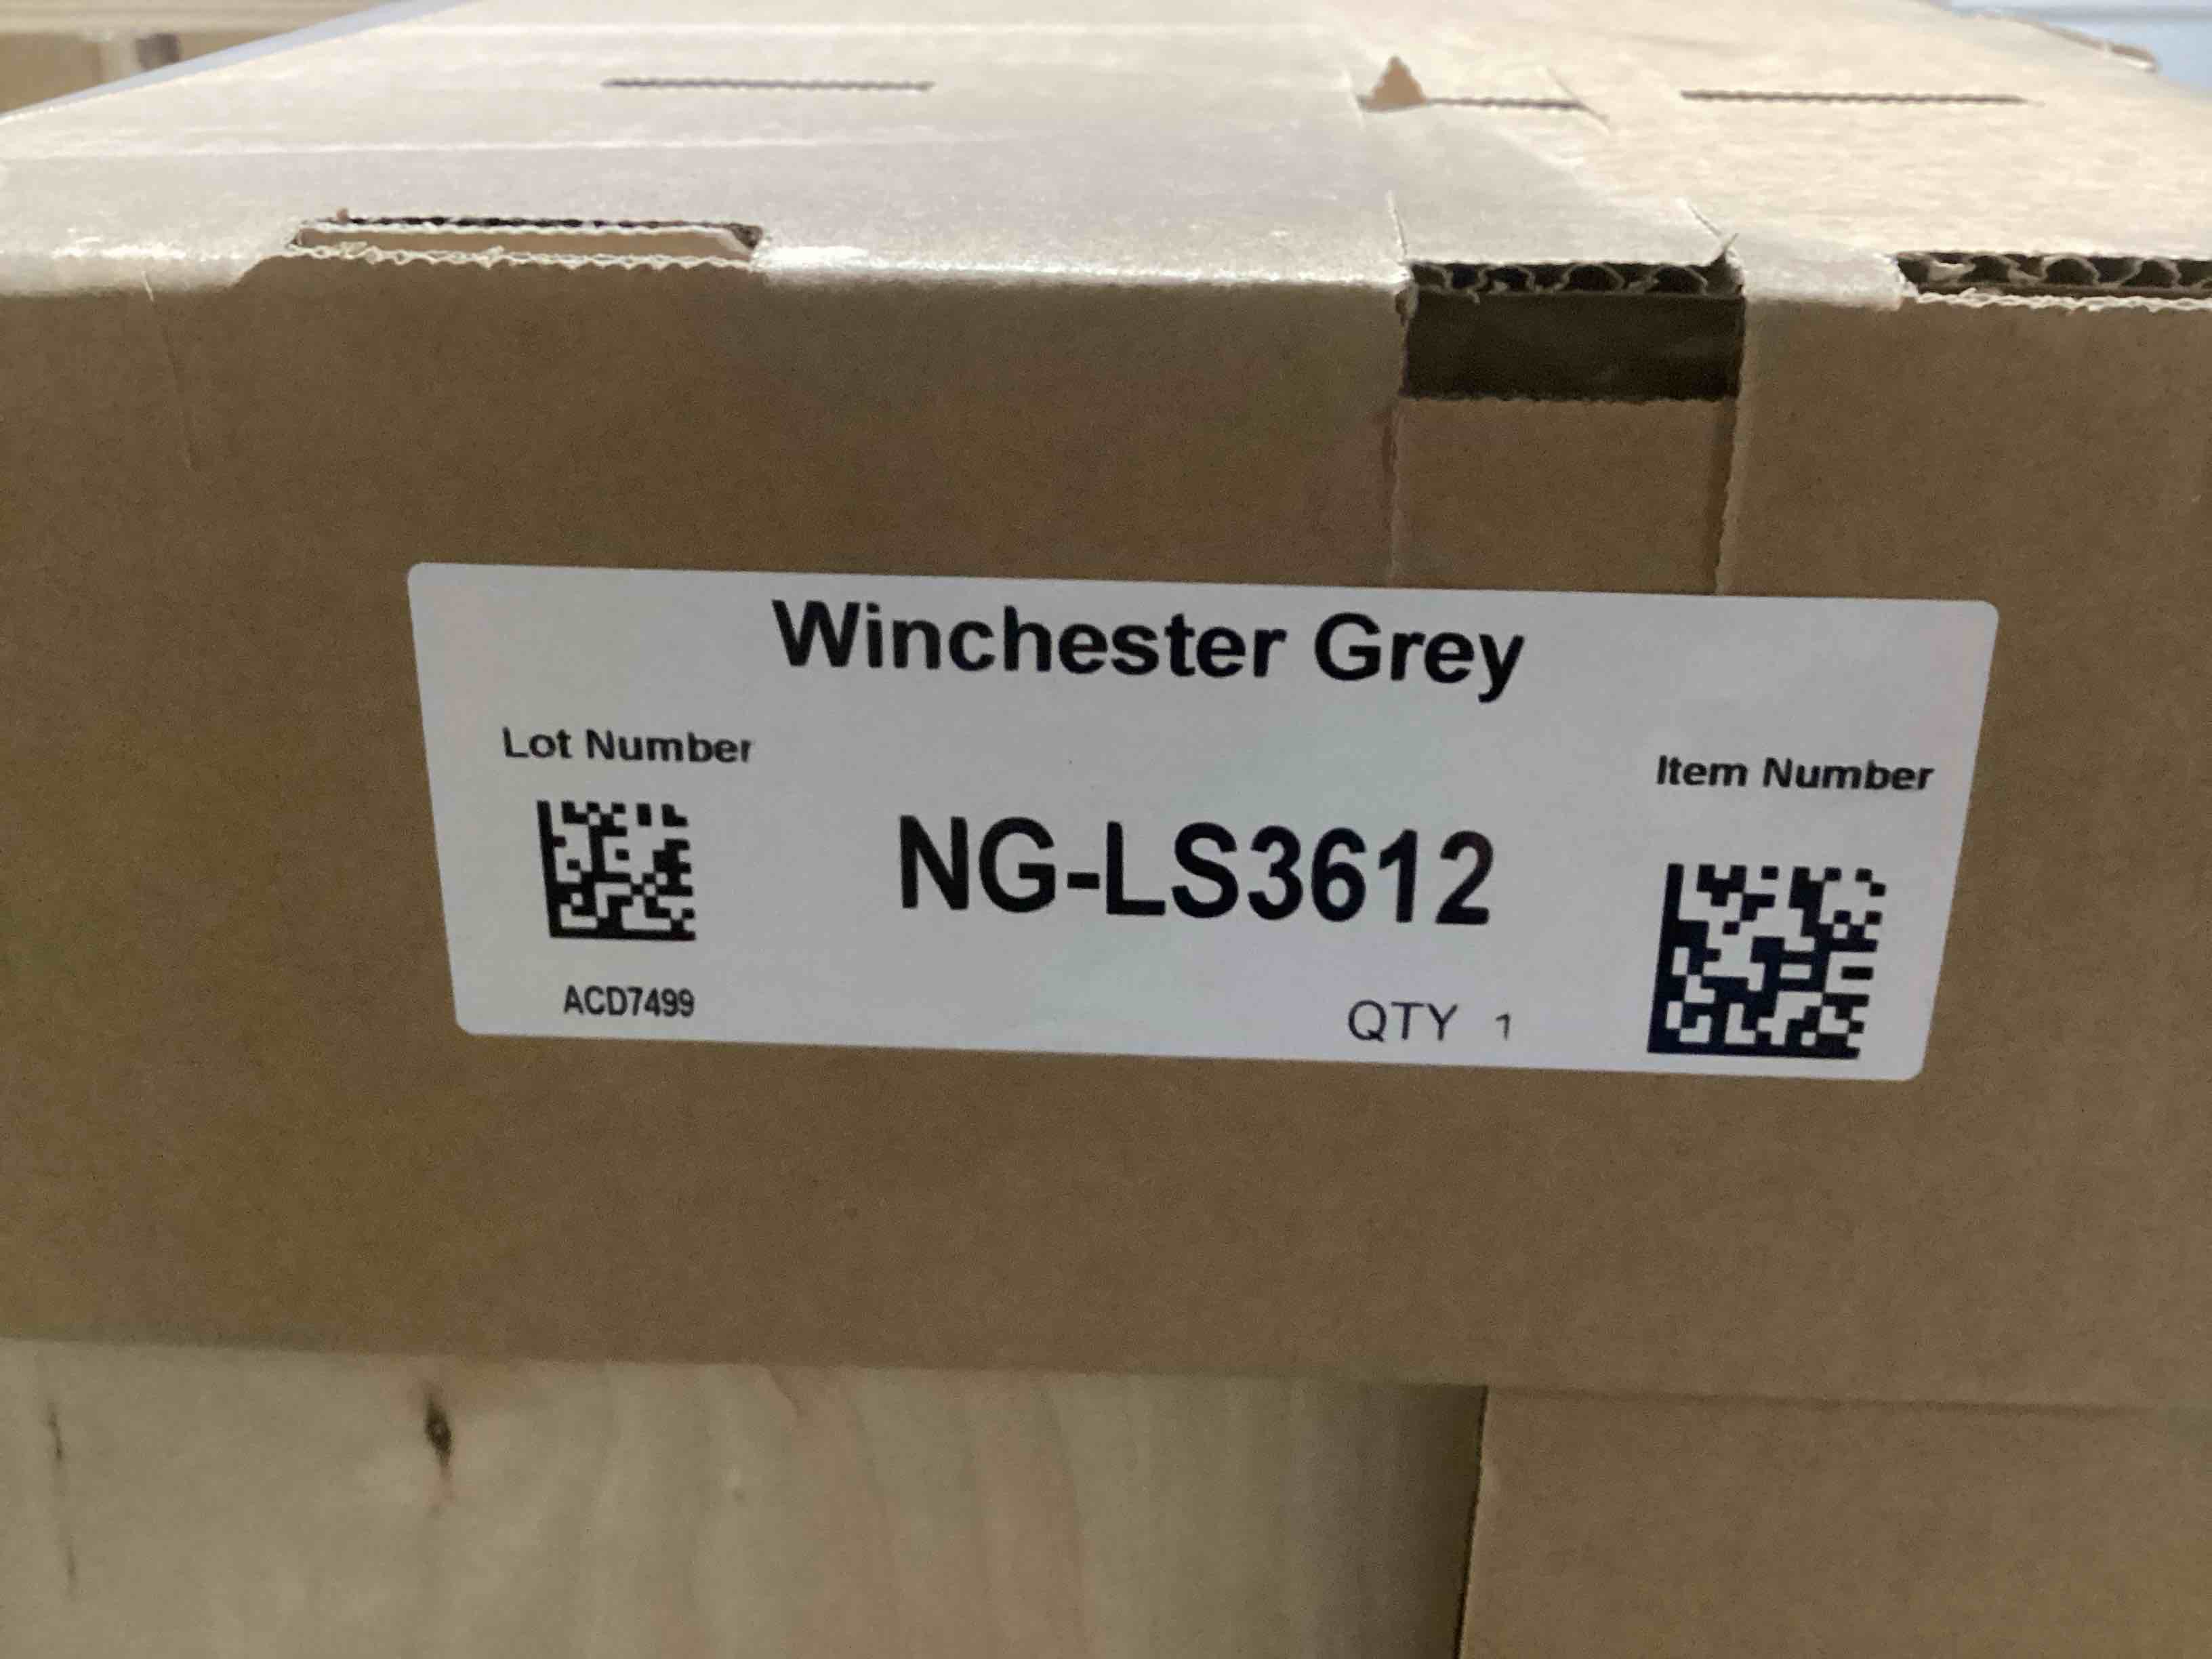 Winchester Grey
Lot Number
Item Number
NG-LS3612
ACD7499
QTY 1